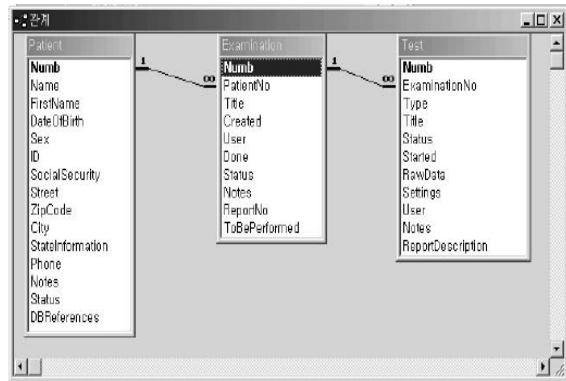 관계
Patient
Numb
Name
FirstName
DateOfBirth
Sex
ID
SocialSecurity
Street
ZipCode
City
StateInformation
Phone
Notes
Status
DBReferences
1
∞
Examination
Numb
PatientNo
Title
Created
User
Done
Status
Notes
ReportNo
ToBePerformed
1
∞
Test
Numb
ExaminationNo
Type
Title
Status
Started
RawData
Settings
User
Notes
ReportDescription